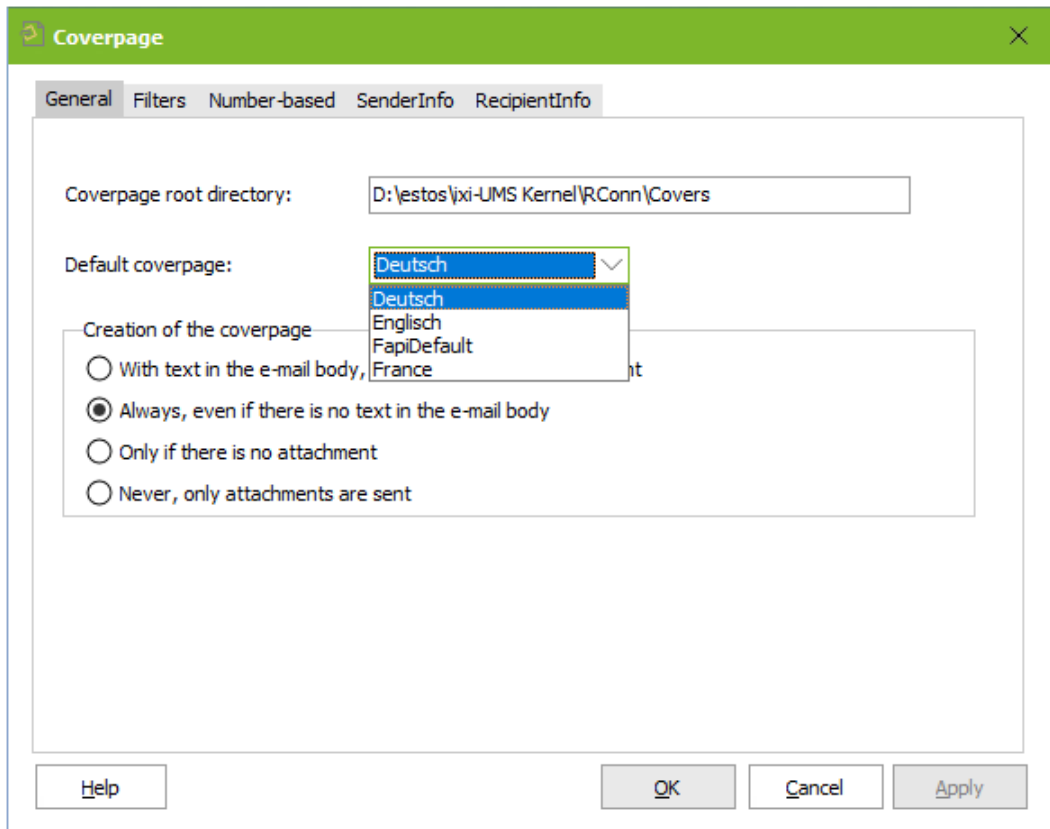 Coverpage
General Filters Number-based SenderInfo RecipientInfo
Coverpage root directory: D:\estos\ixi-UMS Kernel\RConn\Covers
Default coverpage: Deutsch
Deutsch
Englisch
FapiDefault
France
Creation of the coverpage
With text in the e-mail body,
Always, even if there is no text in the e-mail body
Only if there is no attachment
Never, only attachments are sent
Help OK Cancel Apply